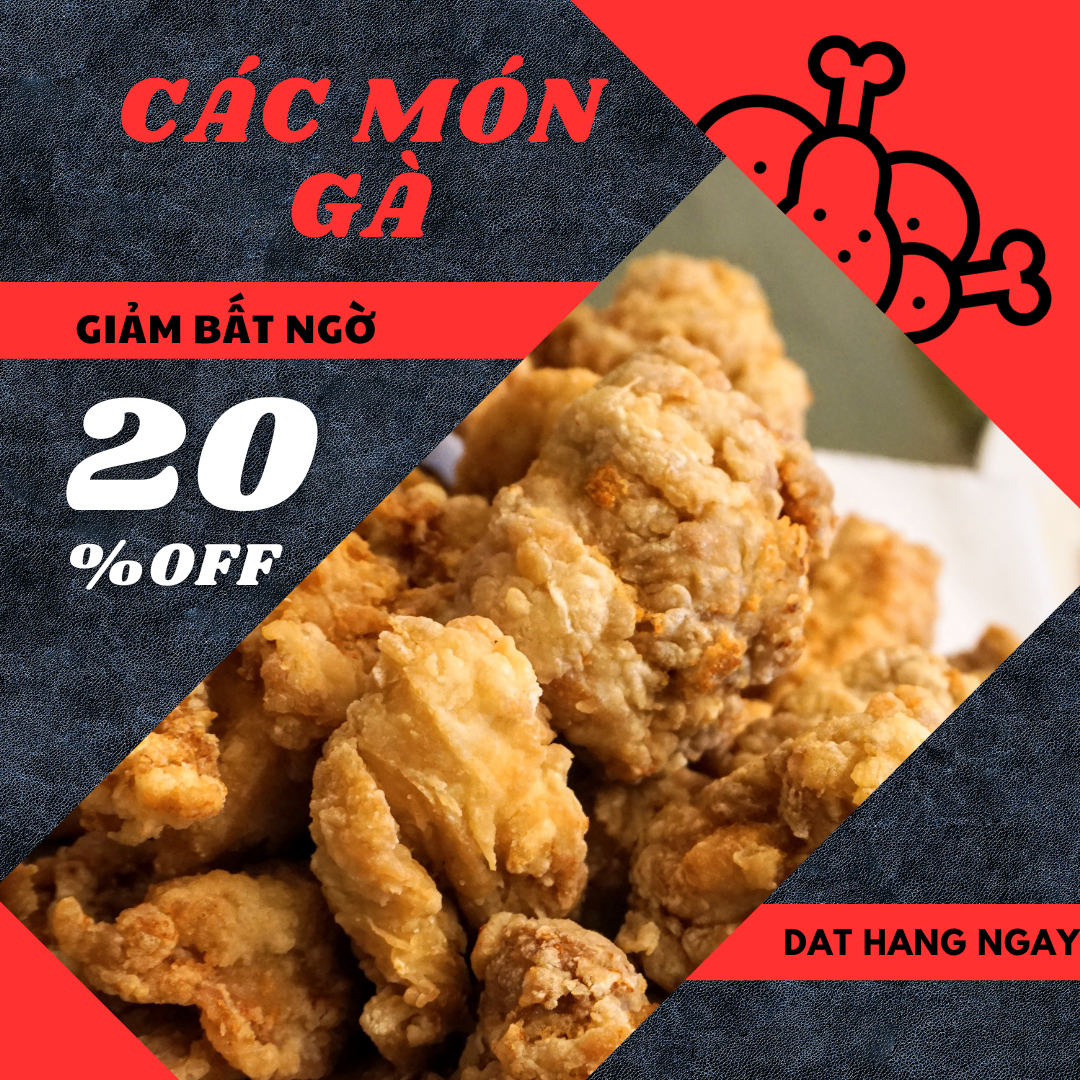 CÁC MÓN
GÀ
GIẢM BẤT NGỜ
20
%OFF
DAT HANG NGAY